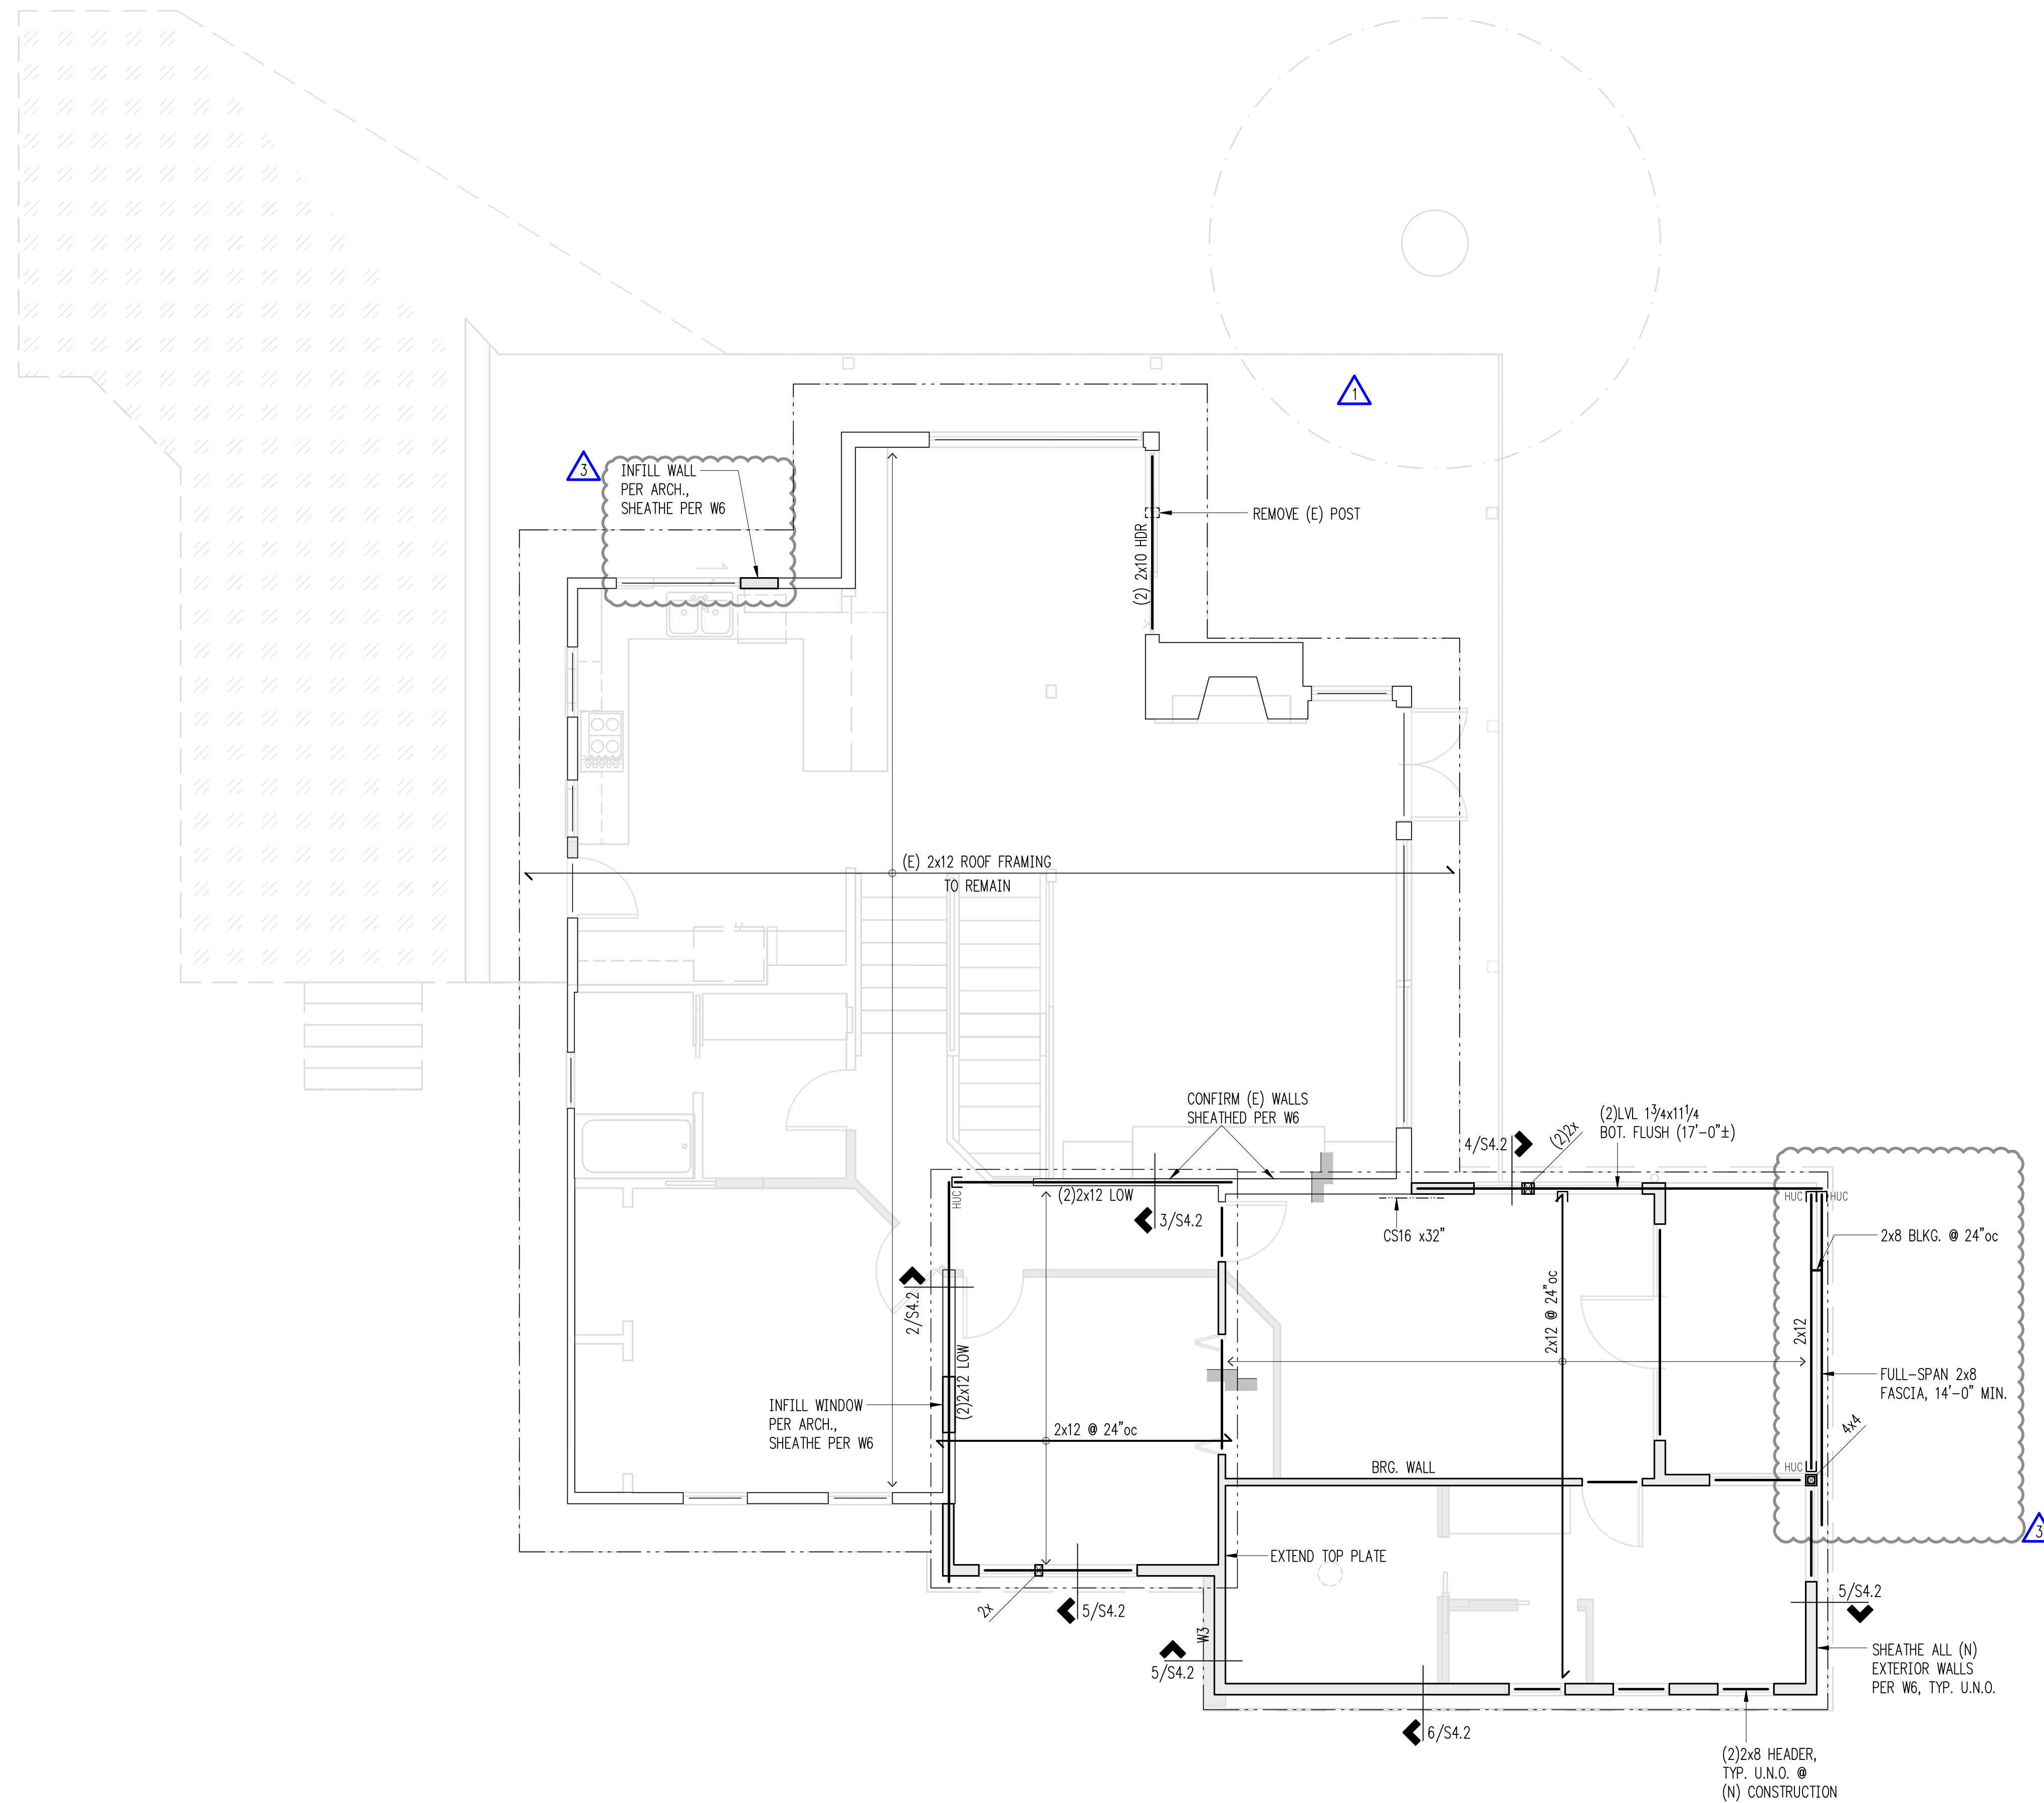 1
3
INFILL WALL
PER ARCH.,
SHEATHE PER W6
REMOVE (E) POST
(2) 2x10 HDR
(E) 2x12 ROOF FRAMING
TO REMAIN
CONFIRM (E) WALLS
SHEATHED PER W6
(2)LVL 1¾x11¼
BOT. FLUSH (17'-0"±)
4/S4.2
(2)2x
HUC
(2)2x12 LOW
3/S4.2
CS16 x32"
HUC
HUC
2x8 BLKG. @ 24"oc
2/S4.2
2x12 @ 24"oc
2x12
(2)2x12 LOW
FULL-SPAN 2x8
FASCIA, 14'-0" MIN.
INFILL WINDOW
PER ARCH.,
SHEATHE PER W6
2x12 @ 24"oc
4x4
BRG. WALL
HUC
3
EXTEND TOP PLATE
2x
5/S4.2
W3
5/S4.2
5/S4.2
SHEATHE ALL (N)
EXTERIOR WALLS
PER W6, TYP. U.N.O.
6/S4.2
(2)2x8 HEADER,
TYP. U.N.O. @
(N) CONSTRUCTION